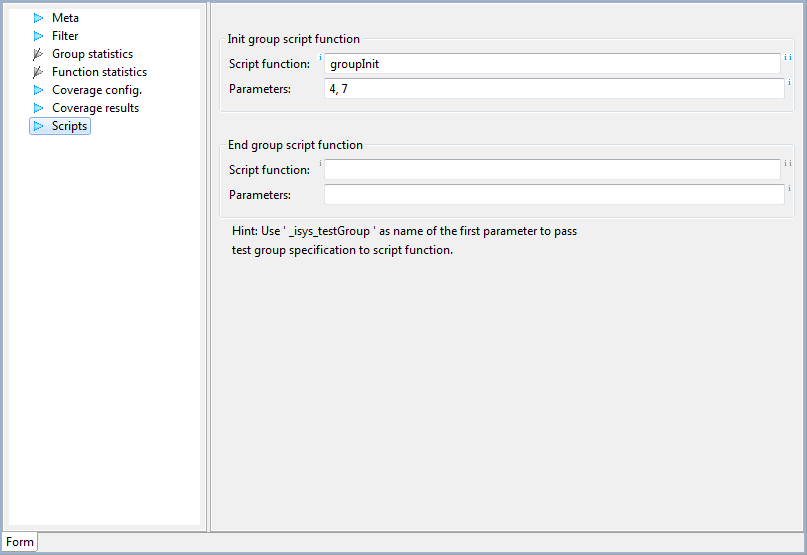 Meta
Filter
Group statistics
Function statistics
Coverage config.
Coverage results
Scripts
Init group script function
Script function: i groupInit i i
Parameters: 4, 7 i
End group script function
Script function: i i i
Parameters: i
Hint: Use ' _isys_testGroup ' as name of the first parameter to pass
test group specification to script function.
Form